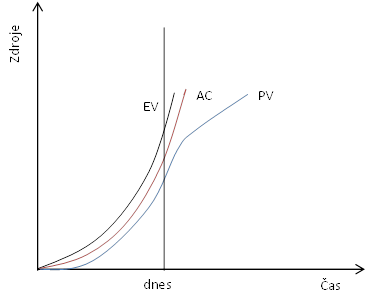 Zdroje
EV
AC
PV
dnes
Čas